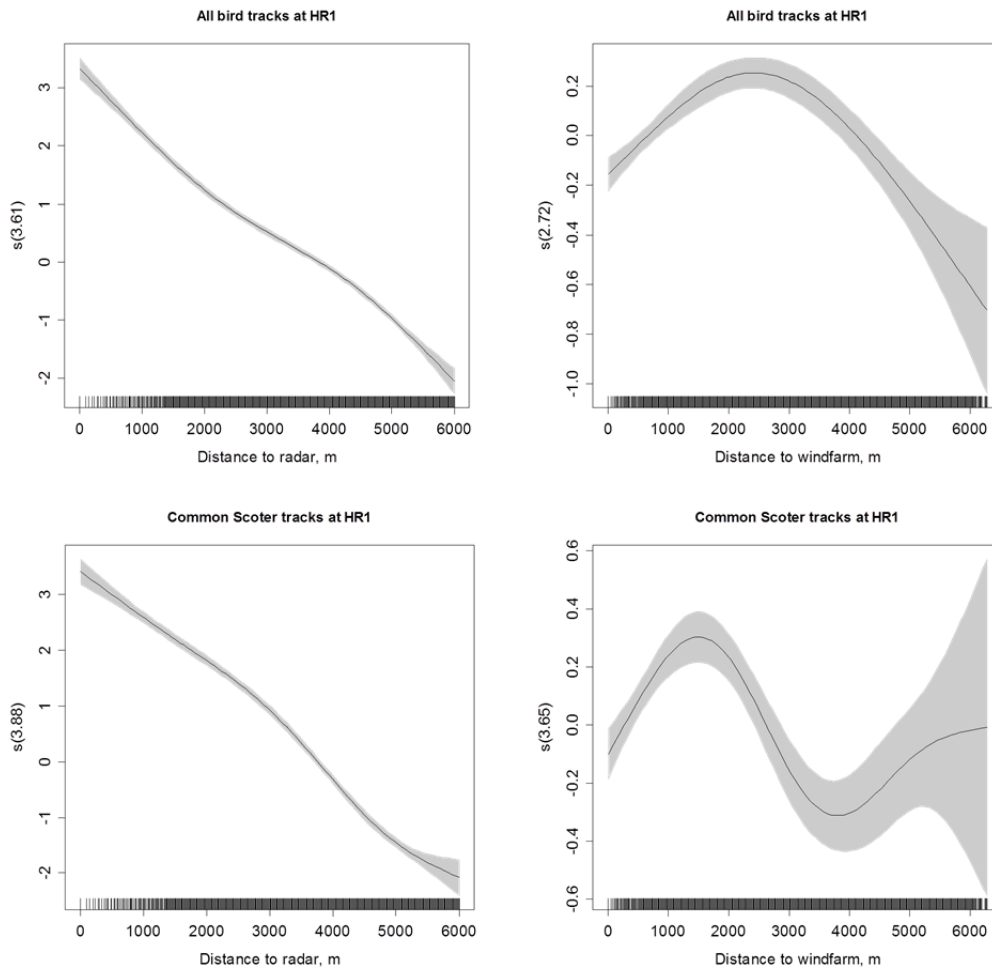 All bird tracks at HR1
s(3.61)
3
2
1
0
-1
-2
0 1000 2000 3000 4000 5000 6000
Distance to radar, m
All bird tracks at HR1
s(2.72)
0.2
0.0
-0.2
-0.4
-0.6
-0.8
-1.0
0 1000 2000 3000 4000 5000 6000
Distance to windfarm, m
Common Scoter tracks at HR1
s(3.88)
3
2
1
0
-1
-2
0 1000 2000 3000 4000 5000 6000
Distance to radar, m
Common Scoter tracks at HR1
s(3.65)
0.6
0.4
0.2
0.0
-0.2
-0.4
-0.6
0 1000 2000 3000 4000 5000 6000
Distance to windfarm, m